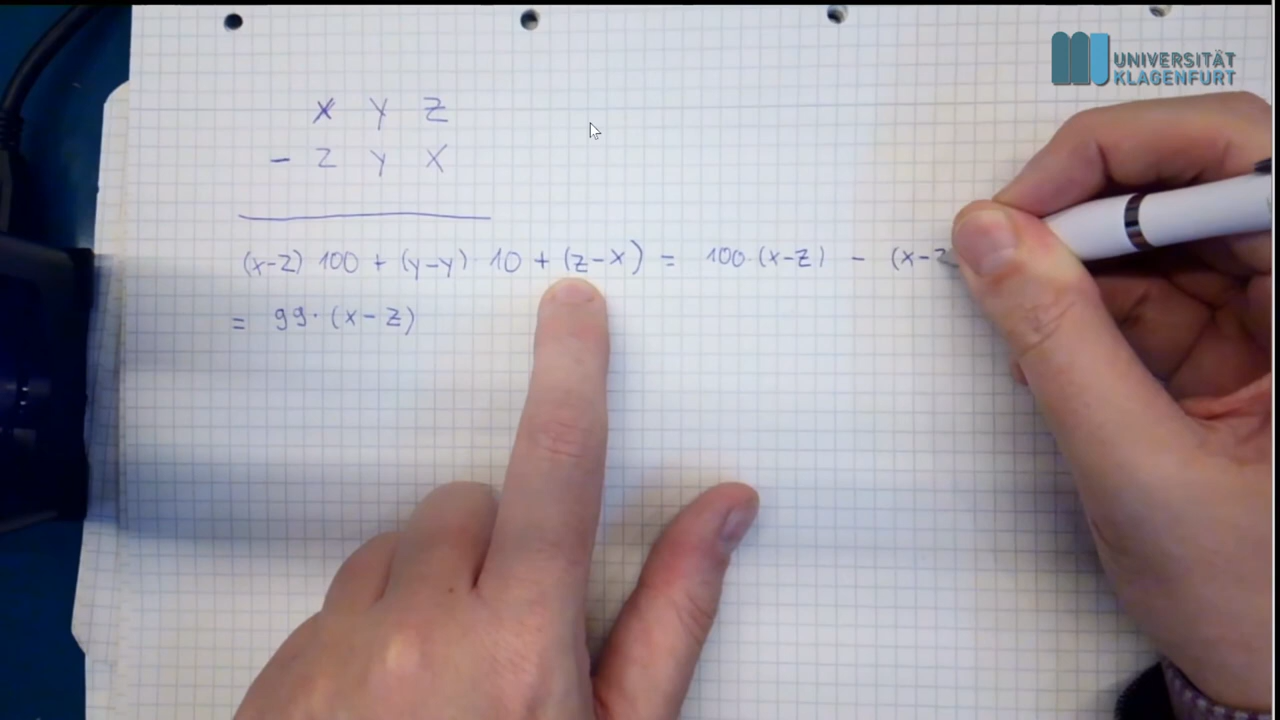 UNIVERSITÄT
KLAGENFURT
X Y Z
- Z Y X
(x-z) 100 + (y-y) 10 + (z-x) = 100·(x-z) - (x-z
= 99·(x-z)